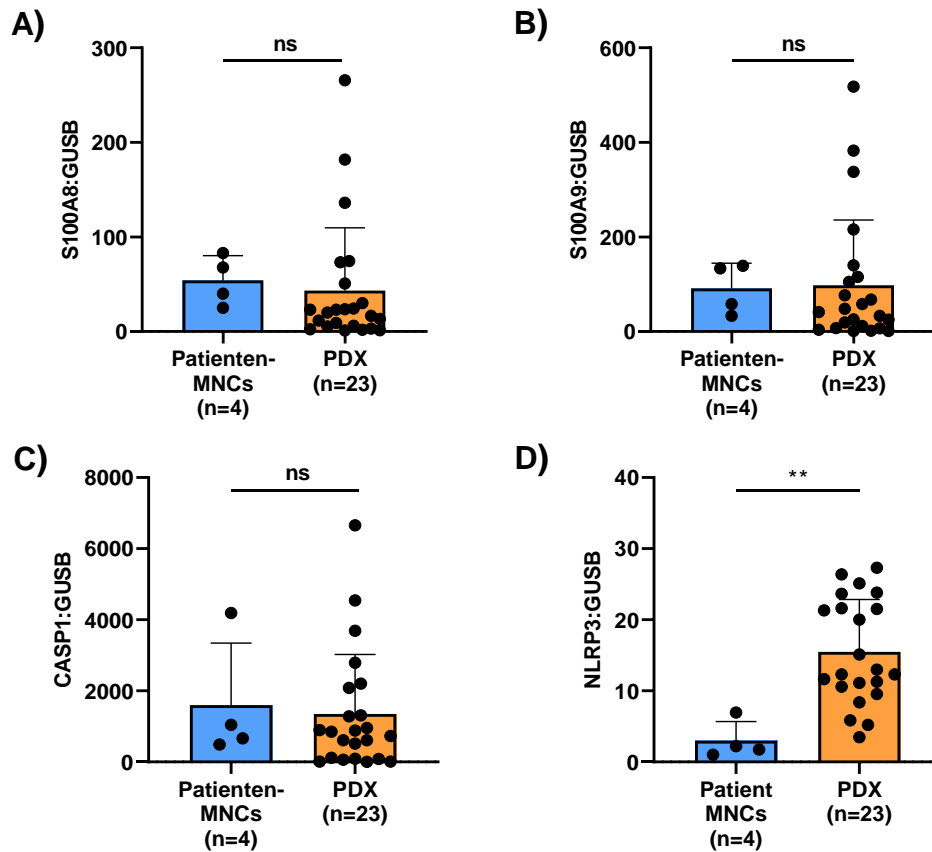 A)
ns
S100A8:GUSB
300
200
100
0
Patienten-
MNCs
(n=4)
PDX
(n=23)
B)
ns
S100A9:GUSB
600
400
200
0
Patienten-
MNCs
(n=4)
PDX
(n=23)
C)
ns
CASP1:GUSB
8000
6000
4000
2000
0
Patienten-
MNCs
(n=4)
PDX
(n=23)
D)
**
NLRP3:GUSB
40
30
20
10
0
Patient
MNCs
(n=4)
PDX
(n=23)